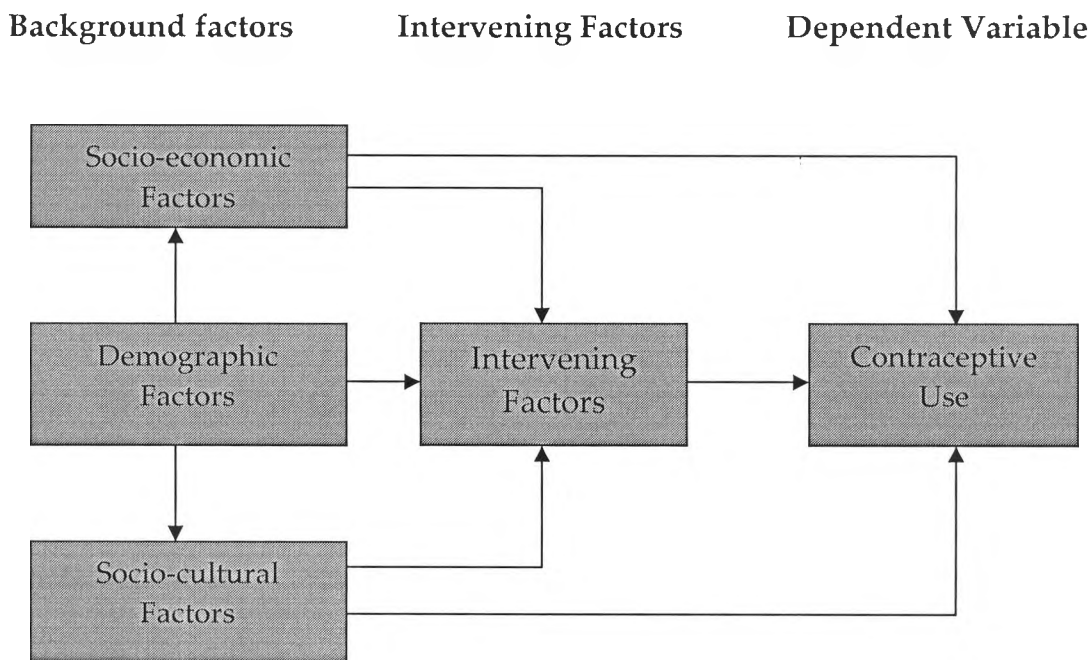 Background factors
Intervening Factors
Dependent Variable
Socio-economic
Factors
Demographic
Factors
Intervening
Factors
Contraceptive
Use
Socio-cultural
Factors